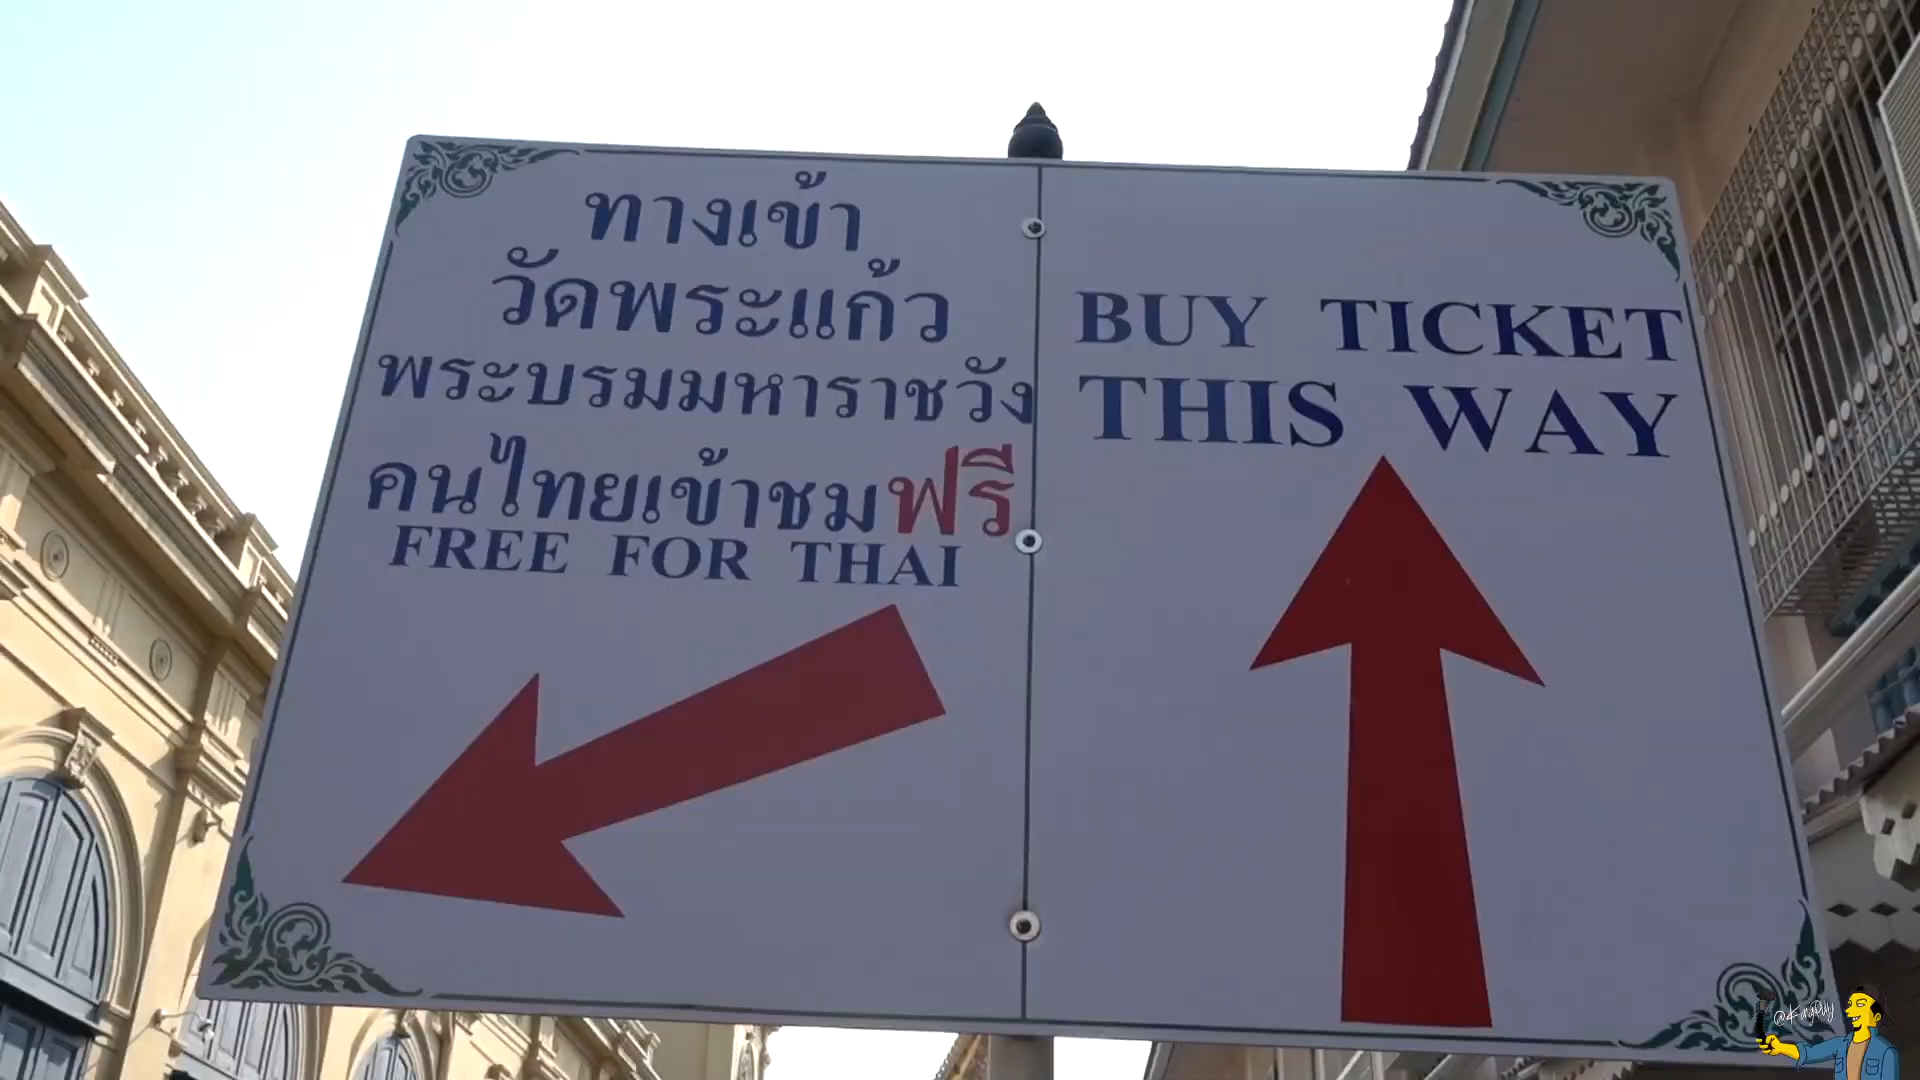 ทางเข้า
วัดพระแก้ว
พระบรมมหาราชวัง
คนไทยเข้าชมฟรี
FREE FOR THAI
BUY TICKET
THIS WAY